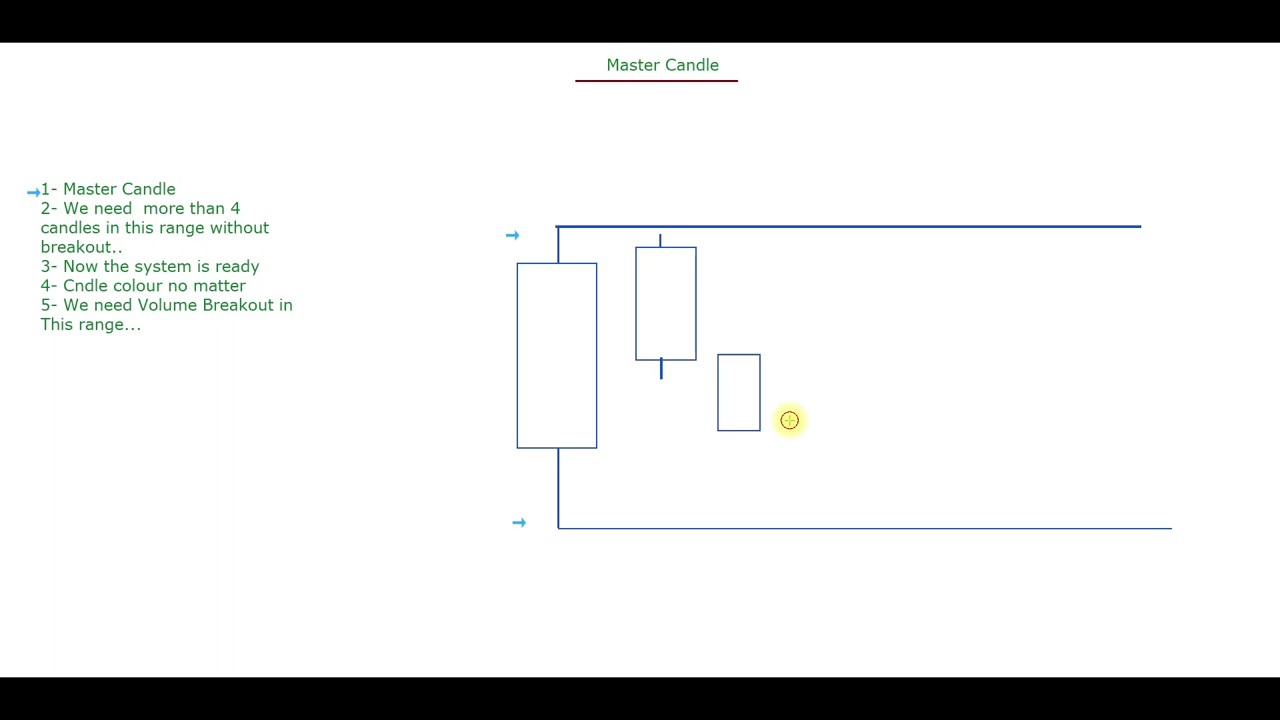 Master Candle
1- Master Candle
2- We need  more than 4
candles in this range without
breakout..
3- Now the system is ready
4- Cndle colour no matter
5- We need Volume Breakout in
This range...